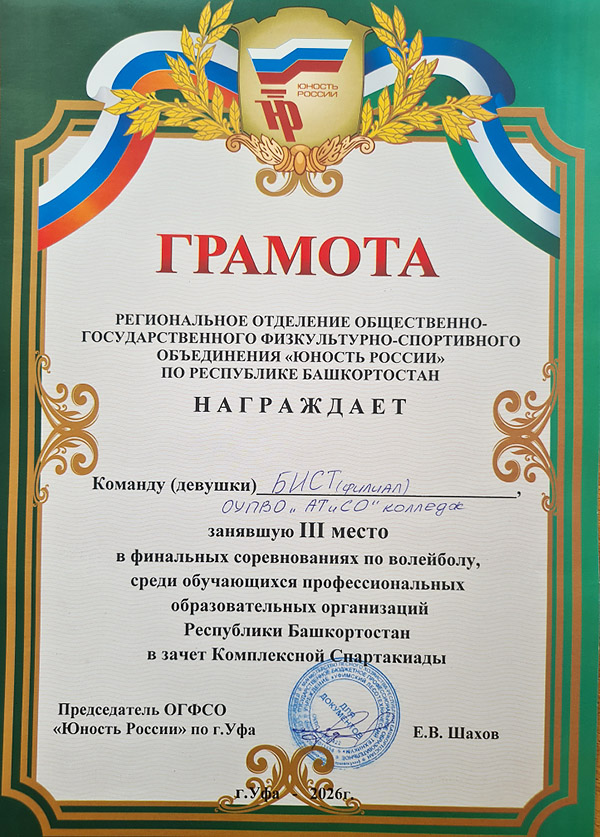 ЮНОСТЬ
РОССИИ
ГРАМОТА
РЕГИОНАЛЬНОЕ ОТДЕЛЕНИЕ ОБЩЕСТВЕННО-
ГОСУДАРСТВЕННОГО ФИЗКУЛЬТУРНО-СПОРТИВНОГО
ОБЪЕДИНЕНИЯ «ЮНОСТЬ РОССИИ»
ПО РЕСПУБЛИКЕ БАШКОРТОСТАН
НАГРАЖДАЕТ
Команду (девушки) БИСТ (филиал),
ОУПВО „АТиСО" колледж
занявшую III место
в финальных соревнованиях по волейболу,
среди обучающихся профессиональных
образовательных организаций
Республики Башкортостан
в зачет Комплексной Спартакиады
ДЛЯ
ДОКУМЕНТОВ
Председатель ОГФСО
«Юность России» по г.Уфа Е.В. Шахов
г.Уфа - 2026г.